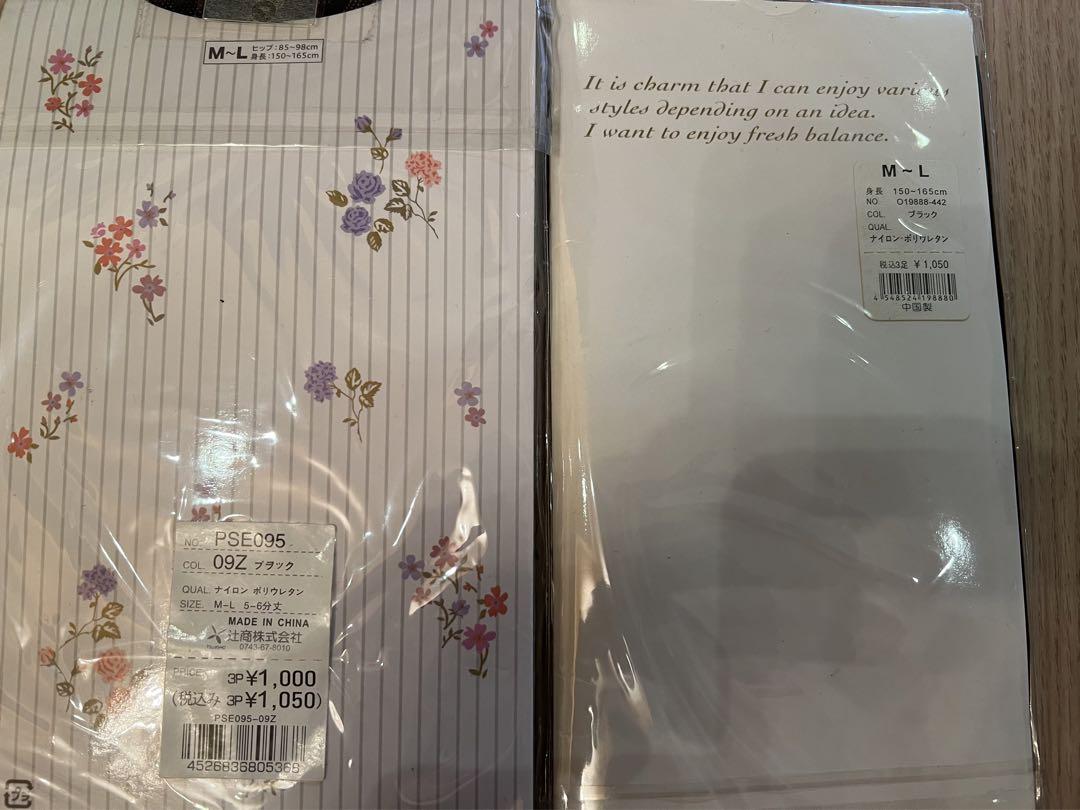 M~L ヒップ:85~98cm
身長:150~165cm
NO. PSE095
COL. 09Z ブラック
QUAL. ナイロン ポリウレタン
SIZE. M-L 5-6分丈
MADE IN CHINA
辻商株式会社
0743-67-8010
PRICE 3P ¥1,000
(税込み 3P ¥1,050)
PSE095-09Z
4526836805368
プラ
It is charm that I can enjoy various
styles depending on an idea.
I want to enjoy fresh balance.
M~L
身長 150~165cm
NO. O19888-442
COL. ブラック
QUAL.
ナイロン・ポリウレタン
税込3足 ¥1,050
4 548524 198880
中国製